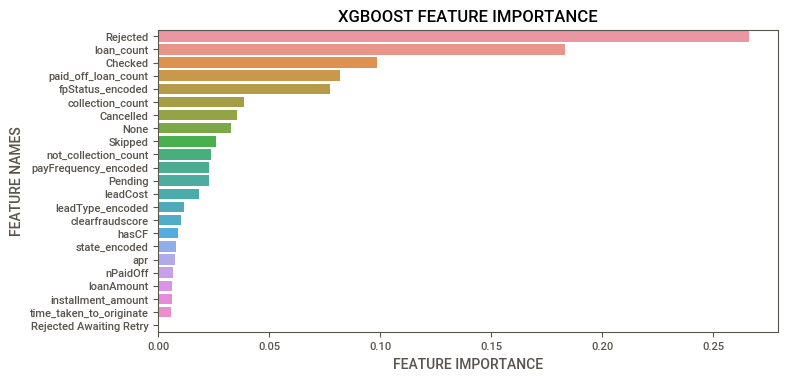 XGBOOST FEATURE IMPORTANCE
FEATURE NAMES
Rejected
loan_count
Checked
paid_off_loan_count
fpStatus_encoded
collection_count
Cancelled
None
Skipped
not_collection_count
payFrequency_encoded
Pending
leadCost
leadType_encoded
clearfraudscore
hasCF
state_encoded
apr
nPaidOff
loanAmount
installment_amount
time_taken_to_originate
Rejected Awaiting Retry
0.00 0.05 0.10 0.15 0.20 0.25
FEATURE IMPORTANCE